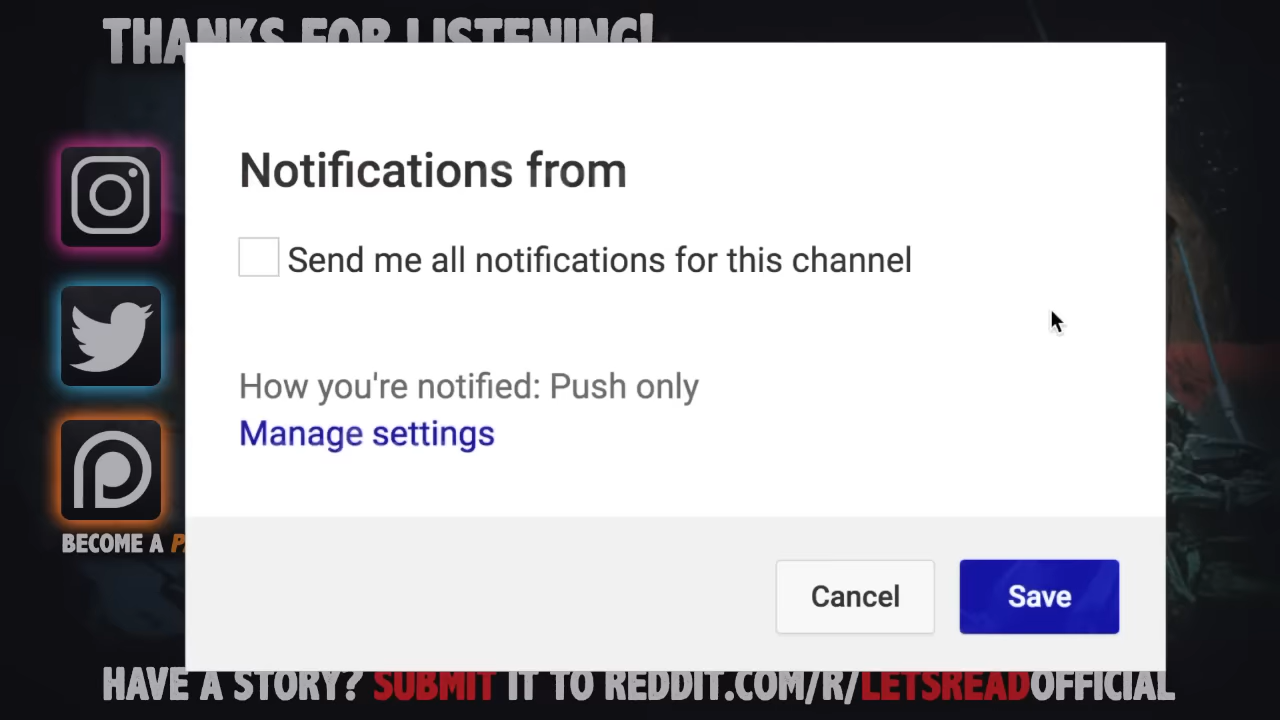 THANKS FOR LISTENING!
Notifications from
Send me all notifications for this channel
How you're notified: Push only
Manage settings
BECOME A
Cancel
Save
HAVE A STORY? SUBMIT IT TO REDDIT.COM/R/LETSREADOFFICIAL